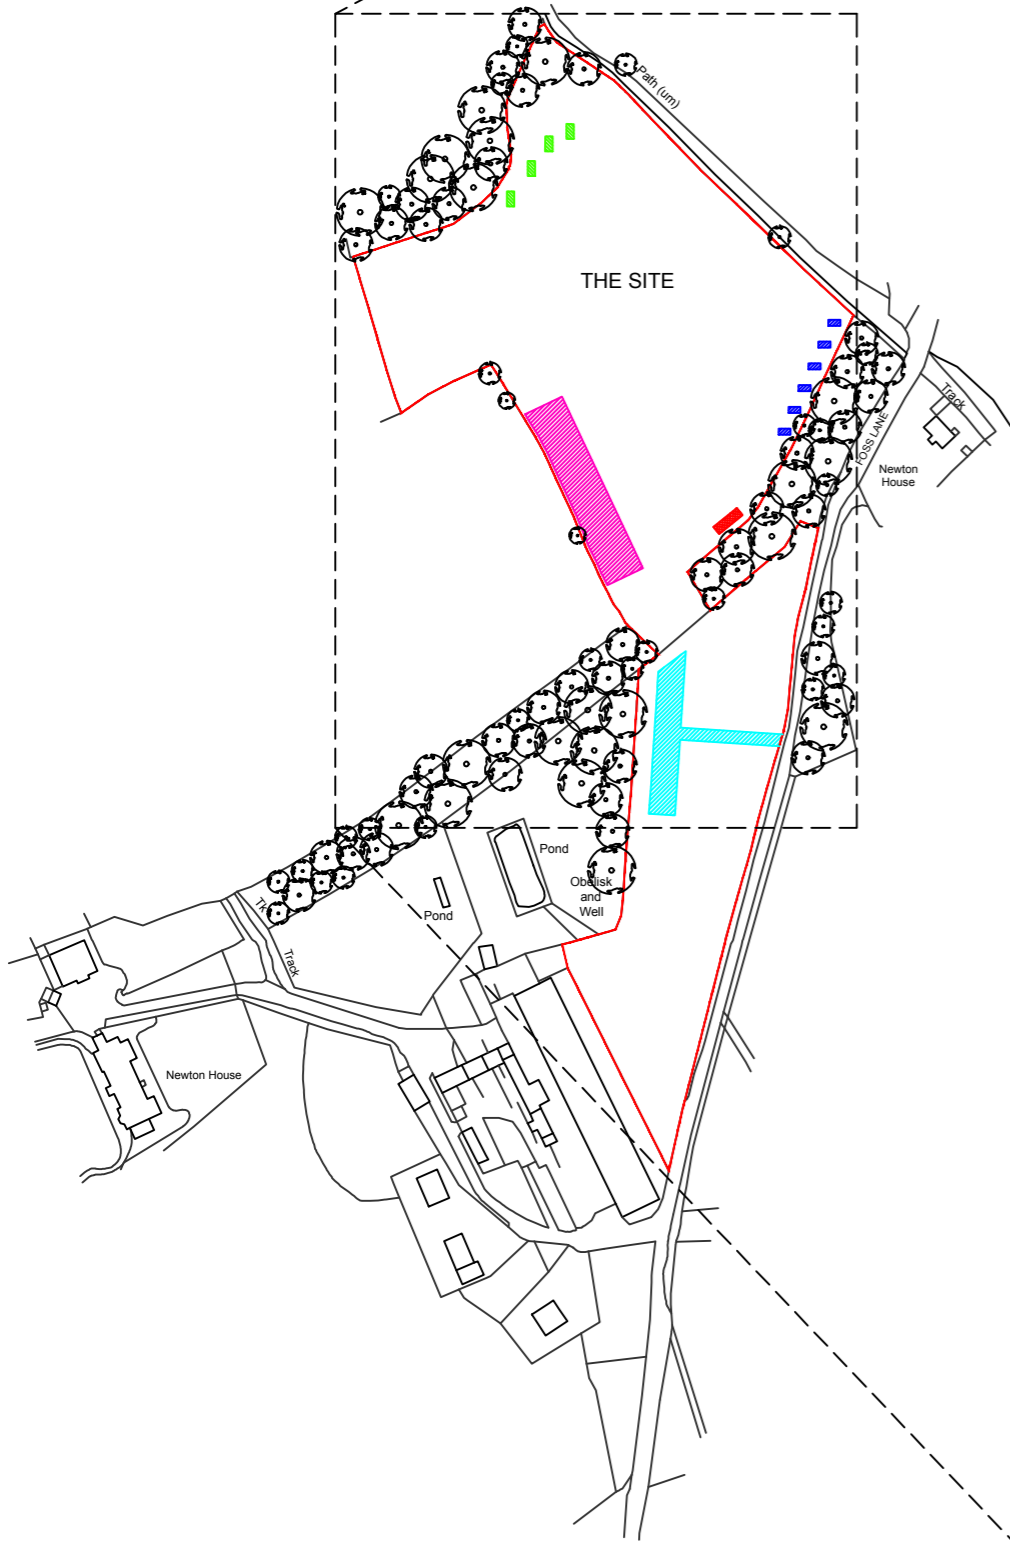 Path (um)
THE SITE
Track
FOSS LANE
Newton
House
Pond
Obelisk
and
Well
Pond
Tk
Track
Newton House